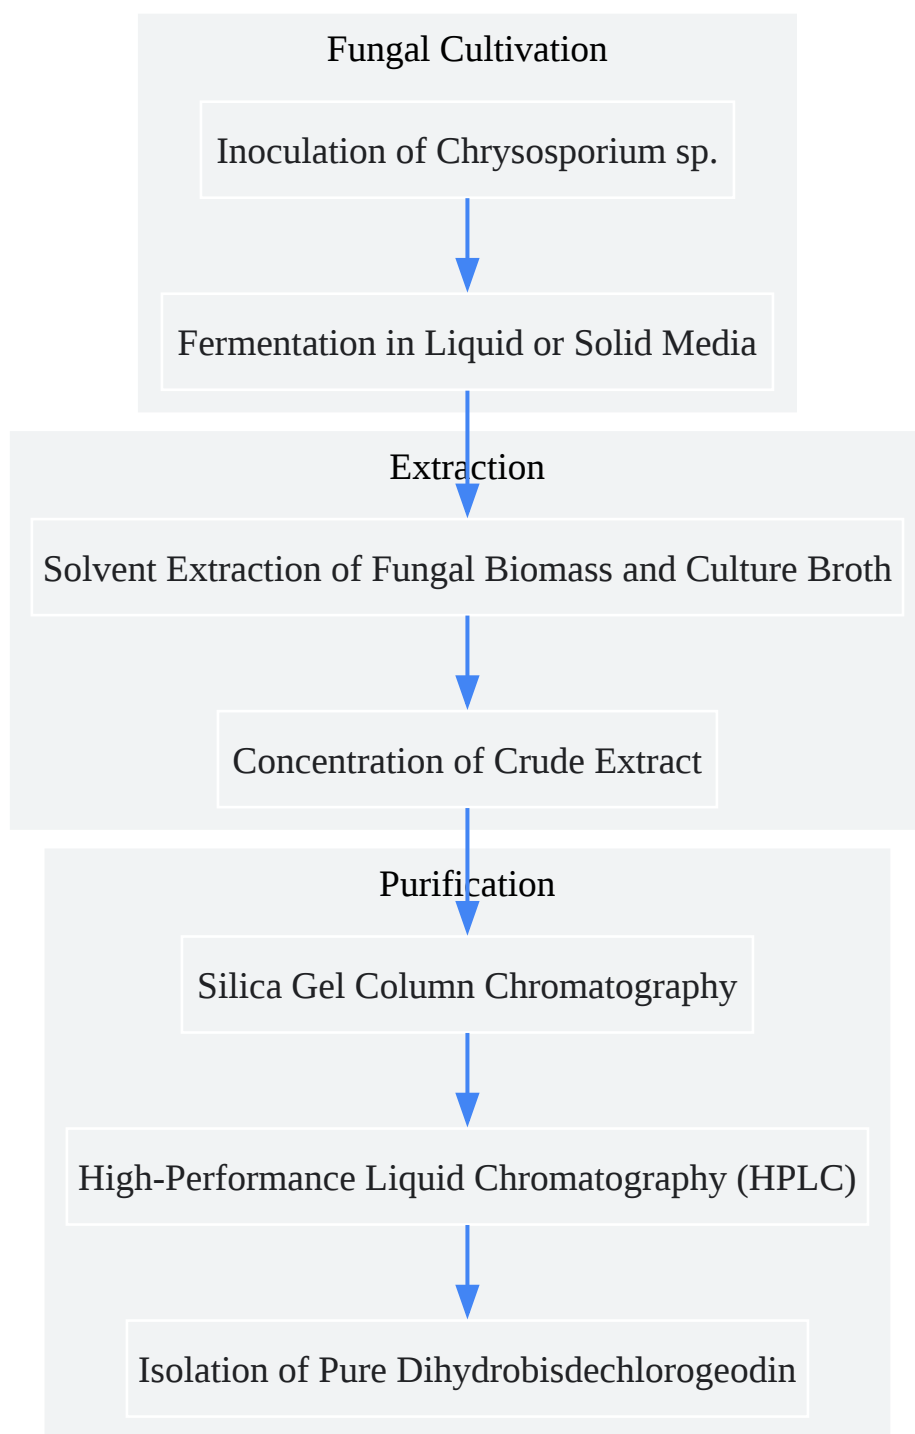 Fungal Cultivation
Inoculation of Chrysosporium sp.
Fermentation in Liquid or Solid Media
Extraction
Solvent Extraction of Fungal Biomass and Culture Broth
Concentration of Crude Extract
Purification
Silica Gel Column Chromatography
High-Performance Liquid Chromatography (HPLC)
Isolation of Pure Dihydrobisdechlorogeodin